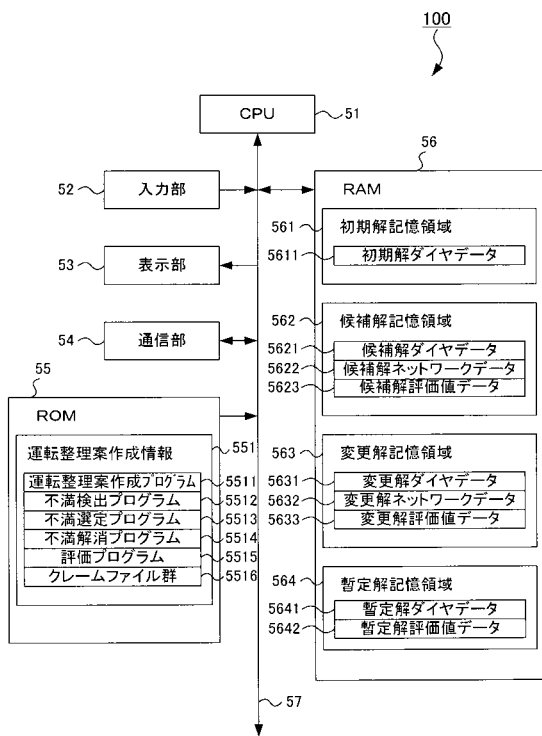 100
CPU
51
52
入力部
53
表示部
54
通信部
55
ROM
運転整理案作成情報
551
運転整理案作成プログラム
5511
不満検出プログラム
5512
不満選定プログラム
5513
不満解消プログラム
5514
評価プログラム
5515
クレームファイル群
5516
56
RAM
561
初期解記憶領域
5611
初期解ダイヤデータ
562
候補解記憶領域
5621
候補解ダイヤデータ
5622
候補解ネットワークデータ
5623
候補解評価値データ
563
変更解記憶領域
5631
変更解ダイヤデータ
5632
変更解ネットワークデータ
5633
変更解評価値データ
564
暫定解記憶領域
5641
暫定解ダイヤデータ
5642
暫定解評価値データ
57